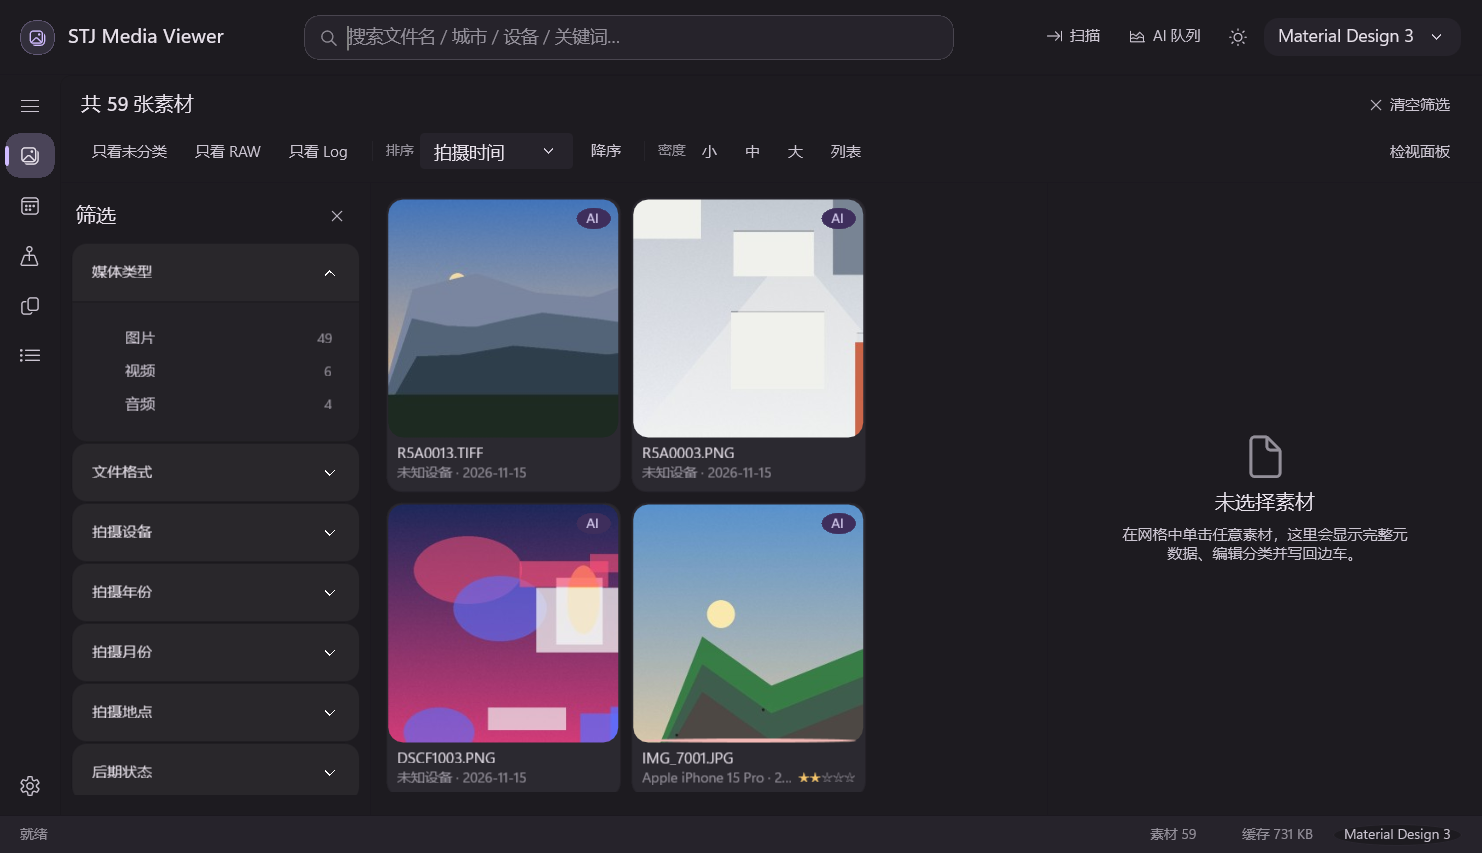 STJ Media Viewer
搜索文件名 / 城市 / 设备 / 关键词...
扫描
AI 队列
Material Design 3
共 59 张素材
清空筛选
只看未分类
只看 RAW
只看 Log
排序
拍摄时间
降序
密度
小
中
大
列表
检视面板
筛选
媒体类型
图片 49
视频 6
音频 4
文件格式
拍摄设备
拍摄年份
拍摄月份
拍摄地点
后期状态
AI
R5A0013.TIFF
未知设备 · 2026-11-15
AI
R5A0003.PNG
未知设备 · 2026-11-15
AI
DSCF1003.PNG
未知设备 · 2026-11-15
AI
IMG_7001.JPG
Apple iPhone 15 Pro · 2... ★★☆☆☆
未选择素材
在网格中单击任意素材，这里会显示完整元
数据、编辑分类并写回边车。
就绪
素材 59
缓存 731 KB
Material Design 3